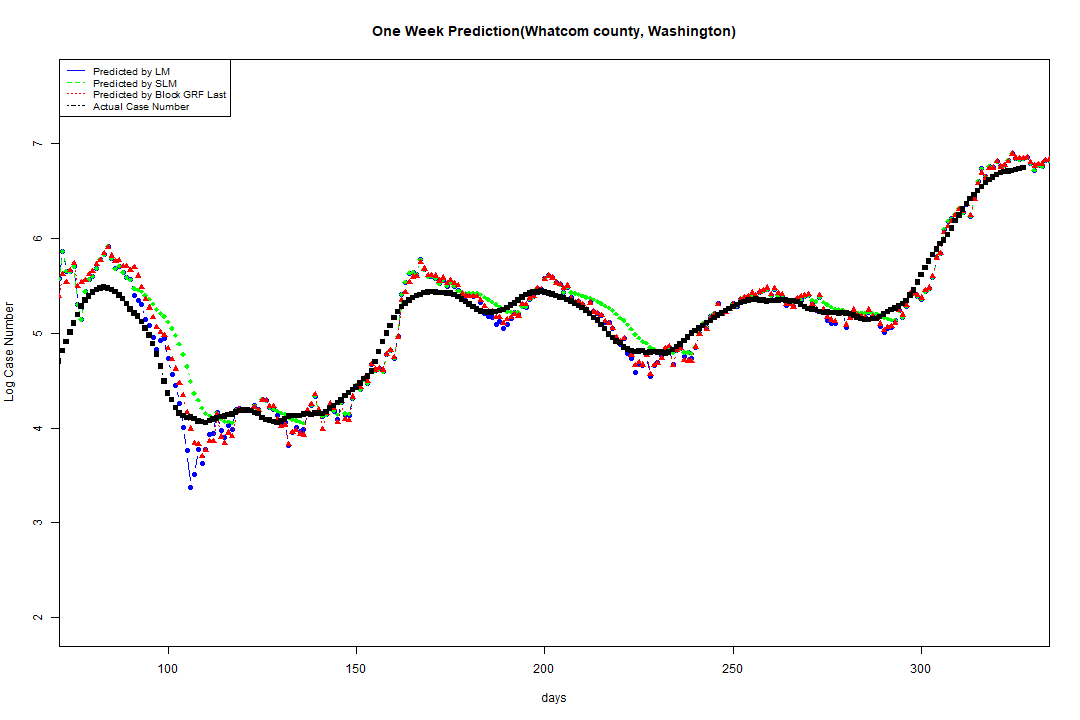 One Week Prediction(Whatcom county, Washington)
Predicted by LM
Predicted by SLM
Predicted by Block GRF Last
Actual Case Number
7
6
5
4
3
2
Log Case Number
100 150 200 250 300
days